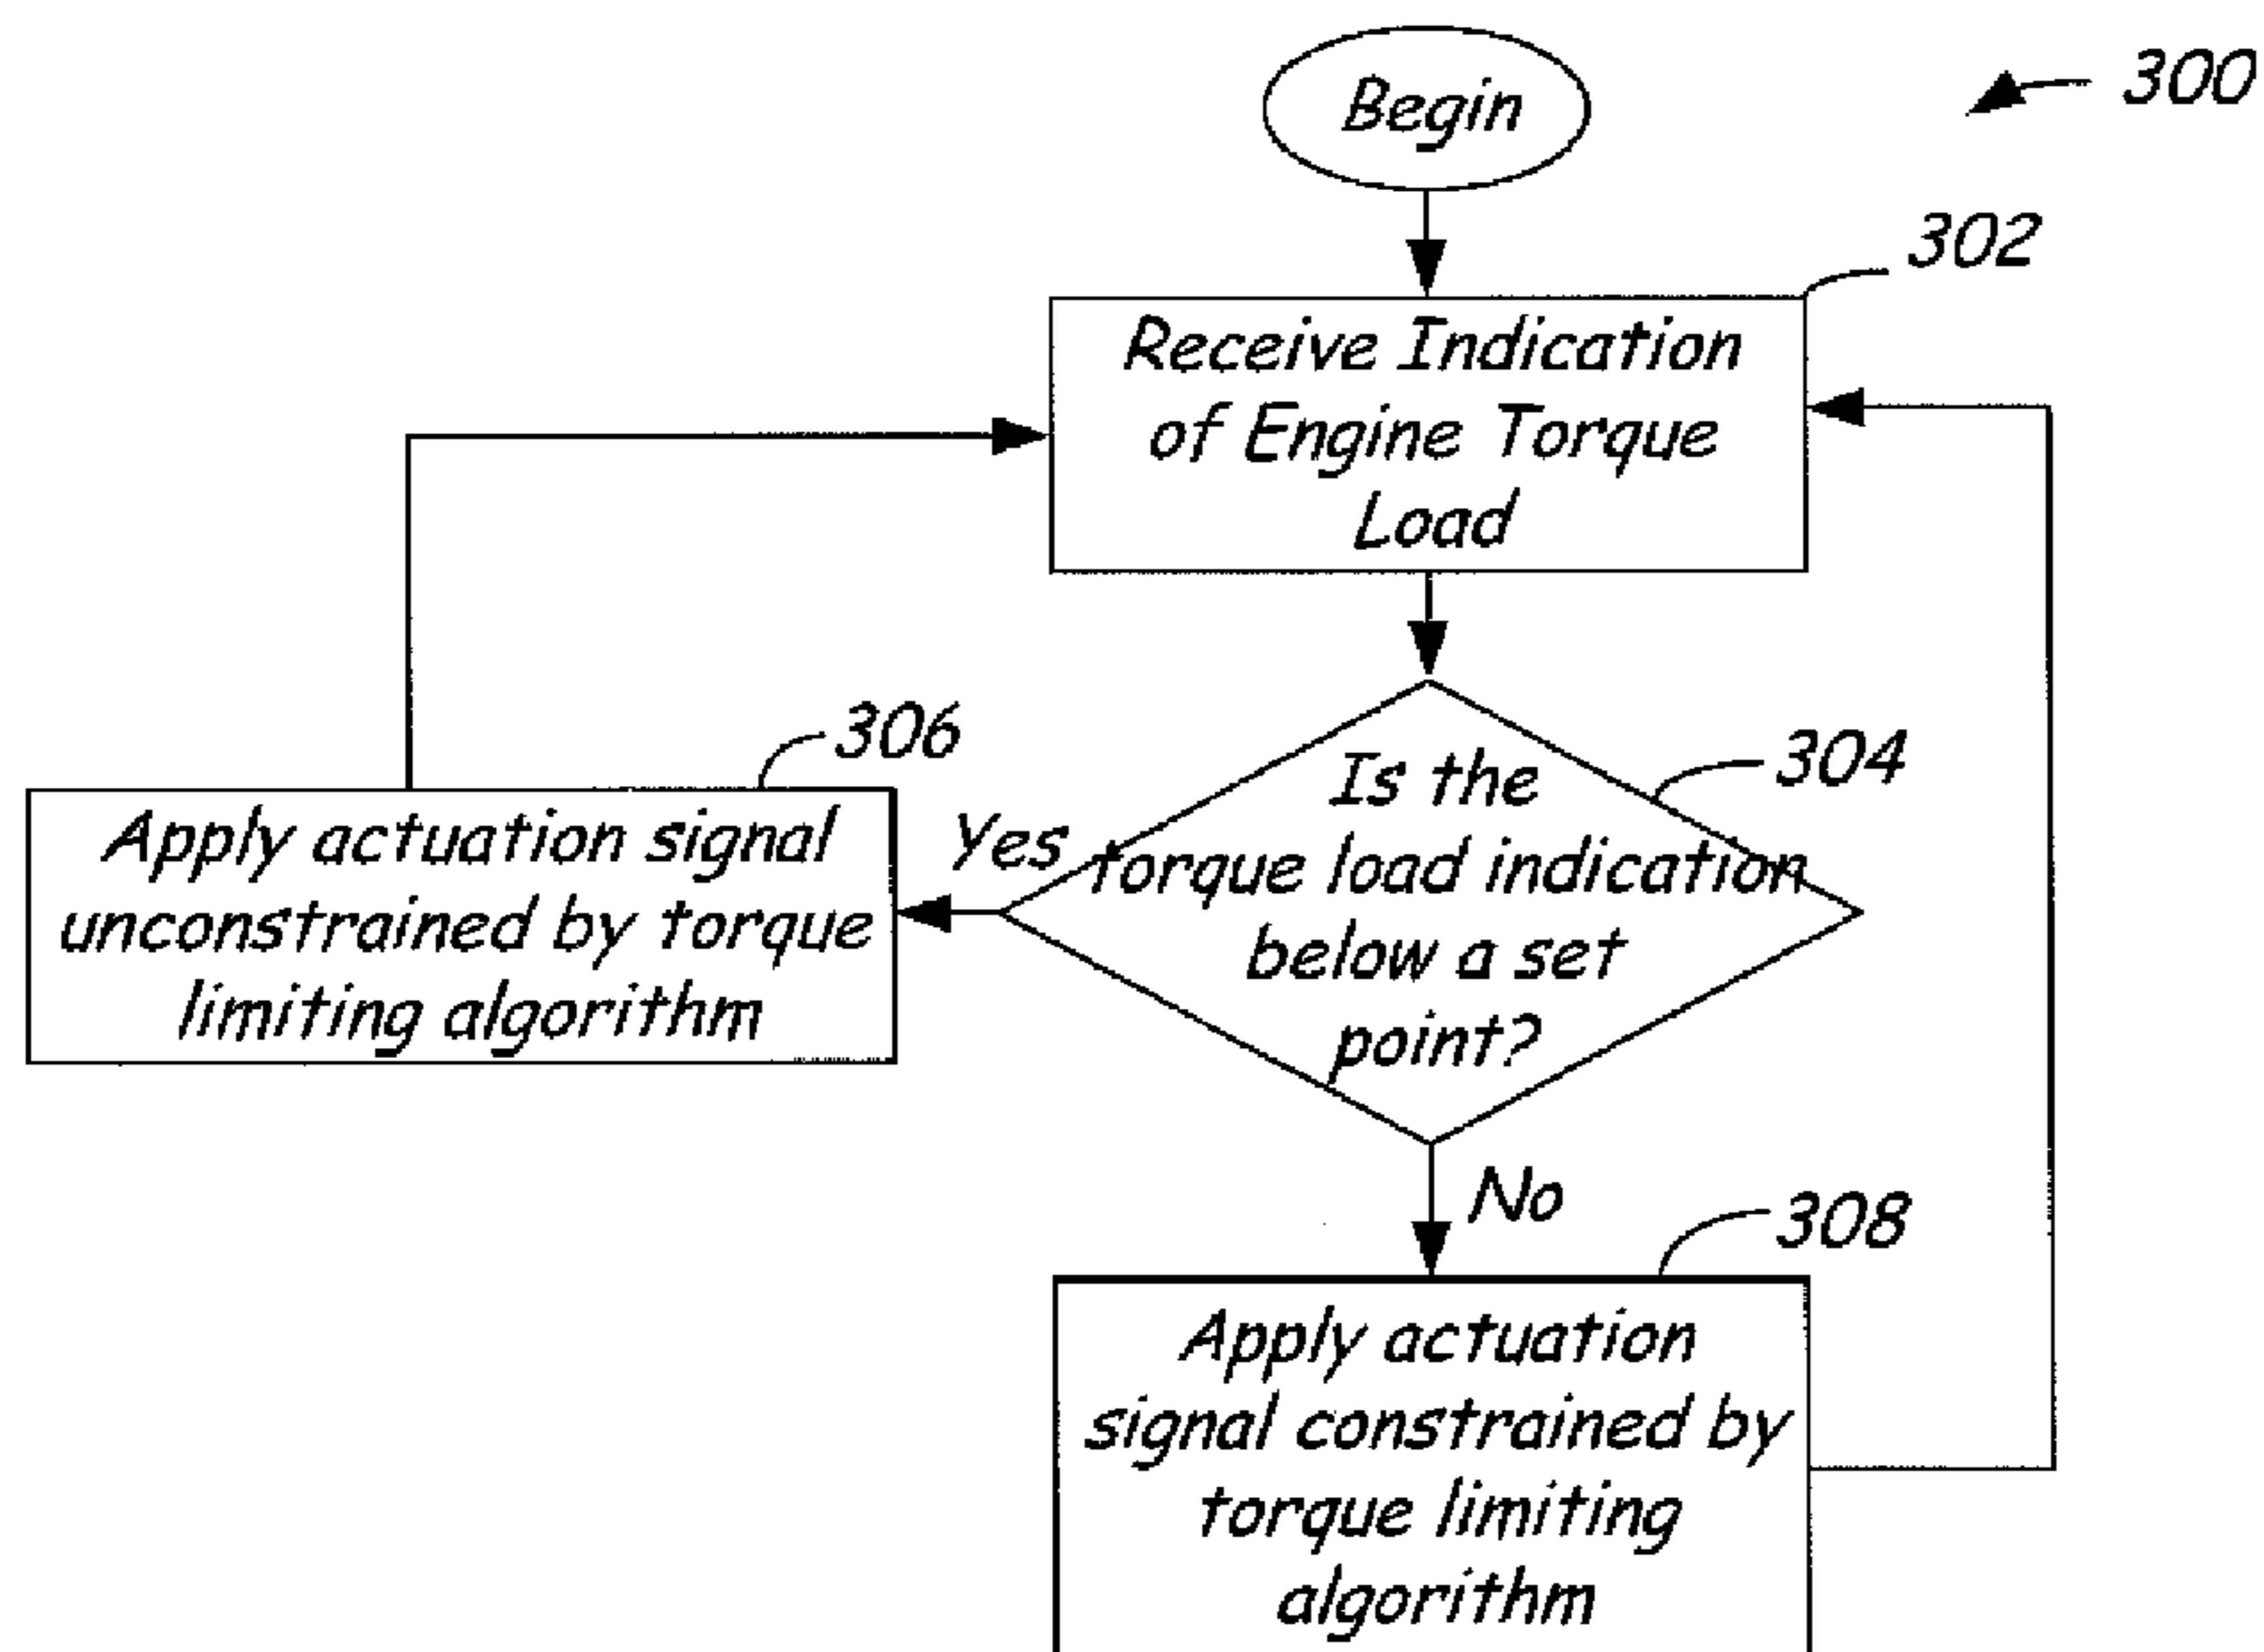 Begin
300
302
Receive Indication
of Engine Torque
Load
306
304
Is the
torque load indication
below a set
point?
Yes
Apply actuation signal
unconstrained by torque
limiting algorithm
No
308
Apply actuation
signal constrained by
torque limiting
algorithm